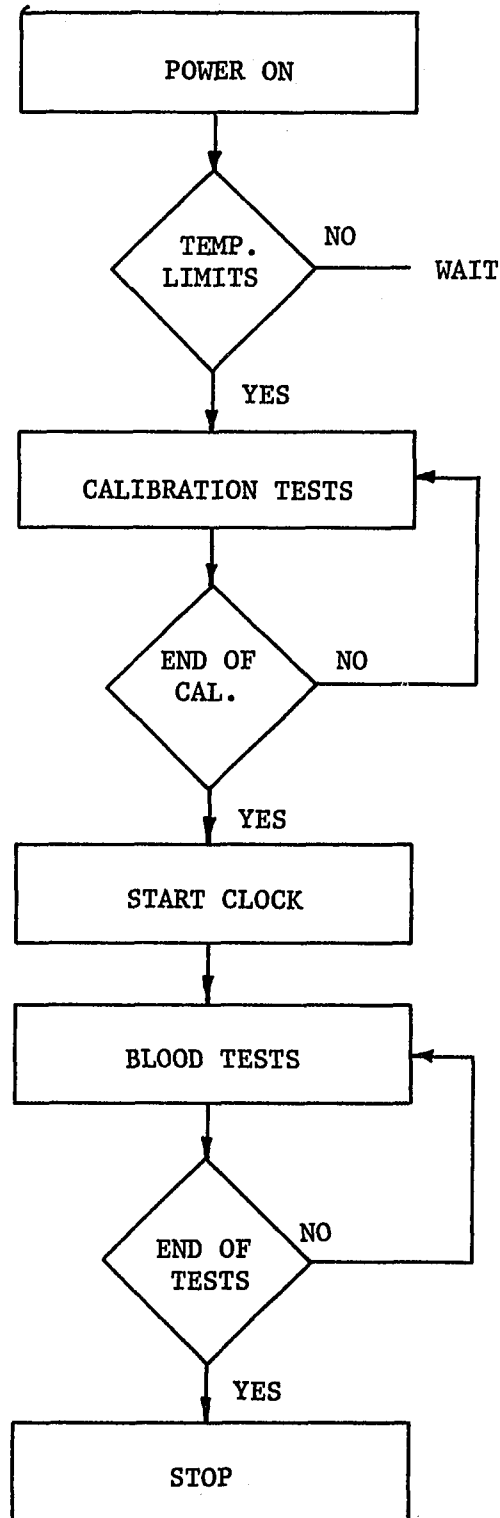 POWER ON
TEMP.
LIMITS
NO
WAIT
YES
CALIBRATION TESTS
END OF
CAL.
NO
YES
START CLOCK
BLOOD TESTS
END OF
TESTS
NO
YES
STOP